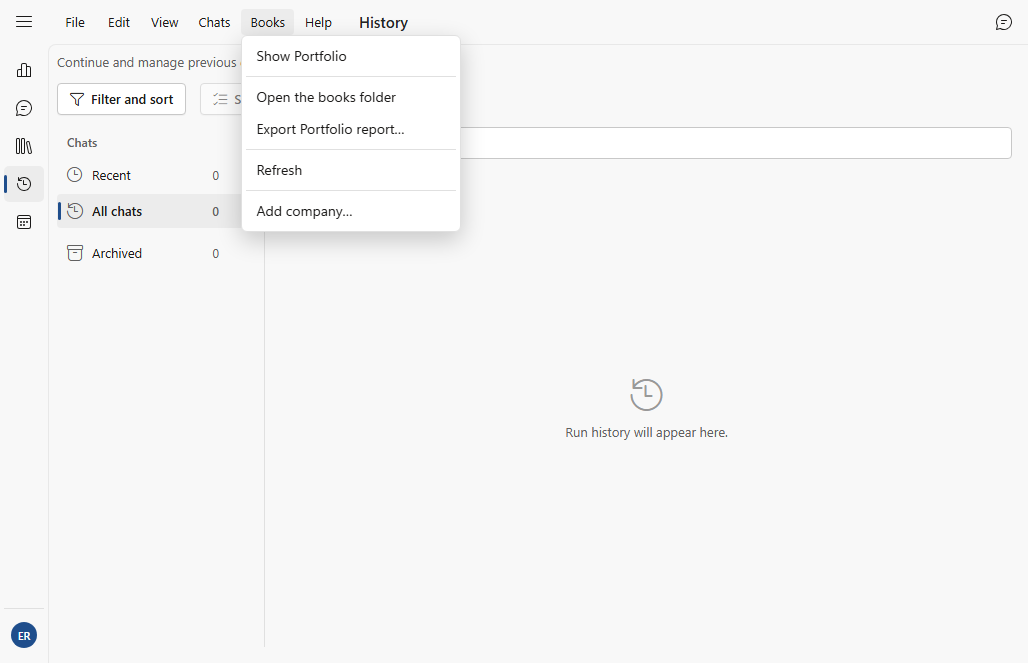 File Edit View Chats Books Help History
Continue and manage previous
Filter and sort
Chats
Recent 0
All chats 0
Archived 0
Show Portfolio
Open the books folder
Export Portfolio report...
Refresh
Add company...
Run history will appear here.
ER